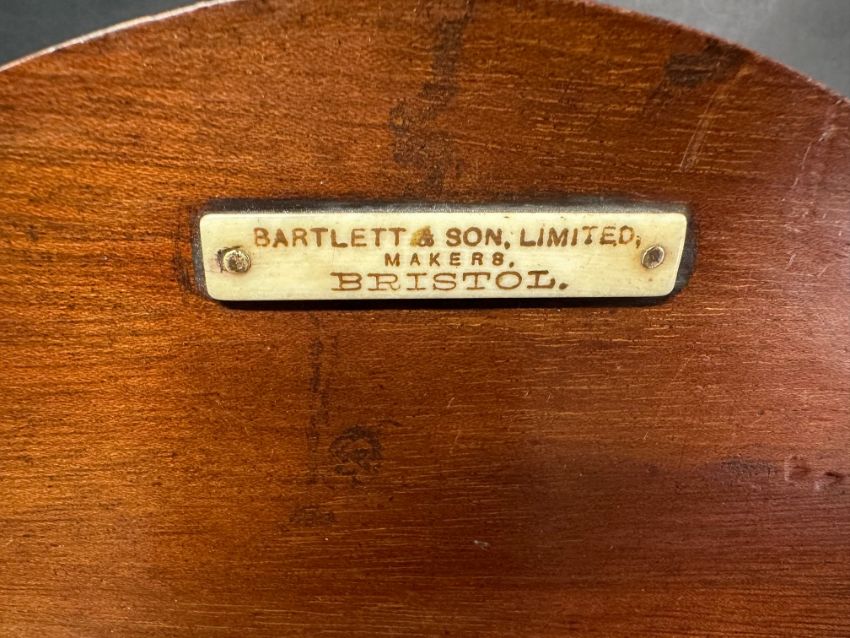 BARTLETT & SON, LIMITED,
MAKERS,
BRISTOL.